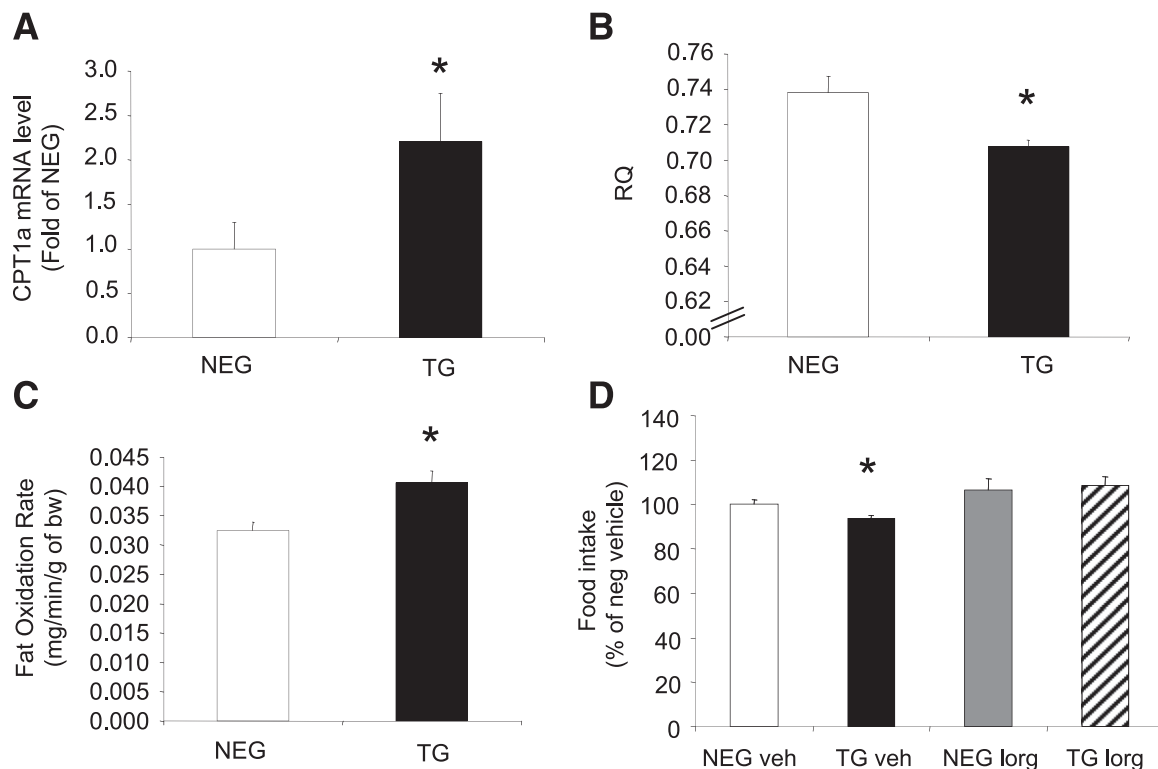 A
CPT1a mRNA level
(Fold of NEG)
3.0
2.5
2.0
1.5
1.0
0.5
0.0
*
NEG
TG
B
RQ
0.76
0.74
0.72
0.70
0.68
0.66
0.64
0.62
0.00
*
NEG
TG
C
Fat Oxidation Rate
(mg/min/g of bw)
0.045
0.040
0.035
0.030
0.025
0.020
0.015
0.010
0.005
0.000
*
NEG
TG
D
Food intake
(% of neg vehicle)
140
120
100
80
60
40
20
0
*
NEG veh
TG veh
NEG lorg
TG lorg